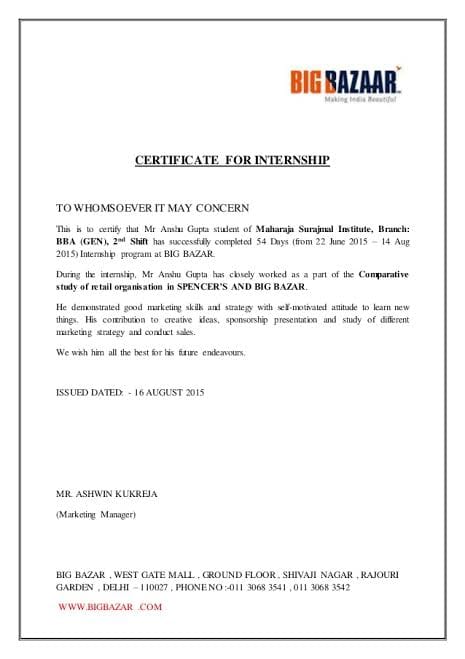 BIG BAZAAR
Making India Beautiful
CERTIFICATE FOR INTERNSHIP
TO WHOMSOEVER IT MAY CONCERN
This is to certify that Mr Anshu Gupta student of Maharaja Surajmal Institute, Branch:
BBA (GEN), 2nd Shift has successfully completed 54 Days (from 22 June 2015 – 14 Aug
2015) Internship program at BIG BAZAR.
During the internship, Mr Anshu Gupta has closely worked as a part of the Comparative
study of retail organisation in SPENCER'S AND BIG BAZAR.
He demonstrated good marketing skills and strategy with self-motivated attitude to learn new
things. His contribution to creative ideas, sponsorship presentation and study of different
marketing strategy and conduct sales.
We wish him all the best for his future endeavours.
ISSUED DATED: - 16 AUGUST 2015
MR. ASHWIN KUKREJA
(Marketing Manager)
BIG BAZAR , WEST GATE MALL , GROUND FLOOR , SHIVAJI NAGAR , RAJOURI
GARDEN , DELHI – 110027 , PHONE NO :-011 3068 3541 , 011 3068 3542
WWW.BIGBAZAR .COM